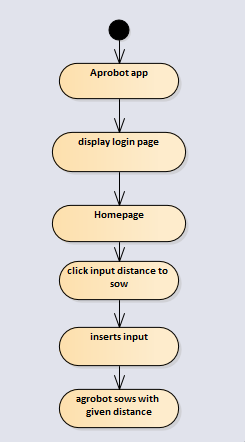 Aprobot app
display login page
Homepage
click input distance to
sow
inserts input
agrobot sows with
given distance